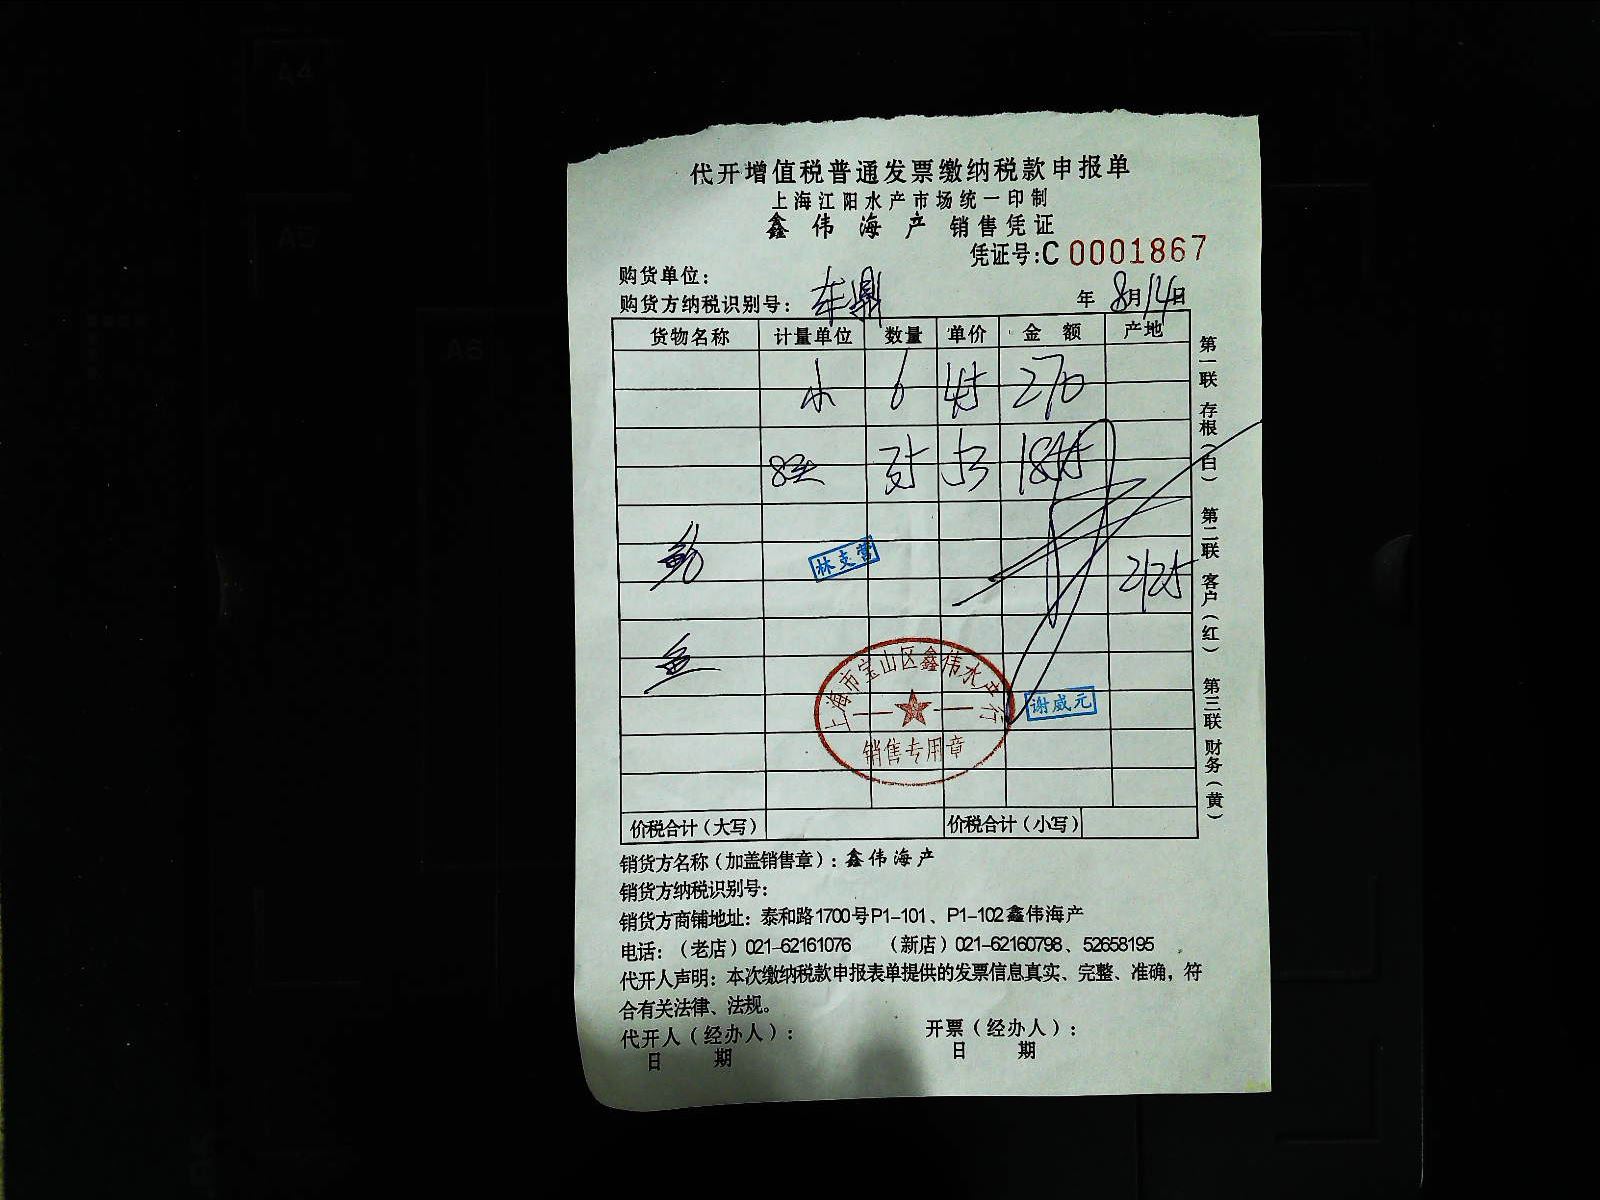 代开增值税普通发票缴纳税款申报单
上海江阳水产市场统一印制
鑫伟海产 销售凭证
凭证号:C 0001867
购货单位:
购货方纳税识别号: 年 8月14日
货物名称 计量单位 数量 单价 金 额 产地
小 6 45 270
53
林支营
2125
鱼
上海市宝山区鑫伟水产行
销售专用章
谢威元
价税合计(大写) 价税合计(小写)
第一联 存根(白) 第二联 客户(红) 第三联 财务(黄)
销货方名称(加盖销售章): 鑫伟海产
销货方纳税识别号:
销货方商铺地址: 泰和路1700号P1-101、P1-102鑫伟海产
电话:(老店)021-62161076 (新店)021-62160798、52658195
代开人声明: 本次缴纳税款申报表单提供的发票信息真实、完整、准确,符
合有关法律、法规。
代开人(经办人): 开票(经办人):
日 期 日 期
A4
A5
A6